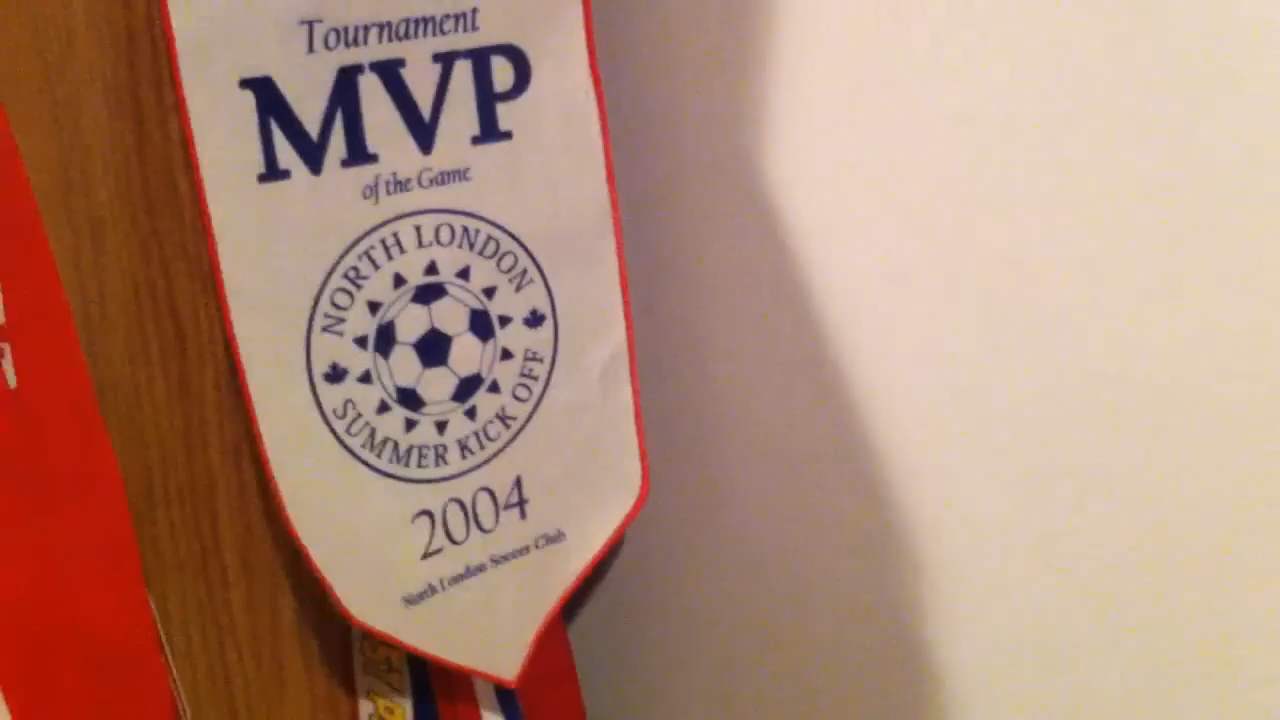 Tournament
MVP
of the Game
NORTH LONDON
SUMMER KICK OFF
2004
North London Soccer Club